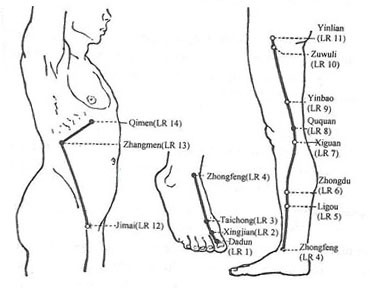 Qimen(LR 14)
Zhangmen(LR 13)
Jimai(LR 12)
Zhongfeng(LR 4)
Taichong(LR 3)
Xingjian(LR 2)
Dadun
(LR 1)
Yinlian
(LR 11)
Zuwuli
(LR 10)
Yinbao
(LR 9)
Ququan
(LR 8)
Xiguan
(LR 7)
Zhongdu
(LR 6)
Ligou
(LR 5)
Zhongfeng
(LR 4)